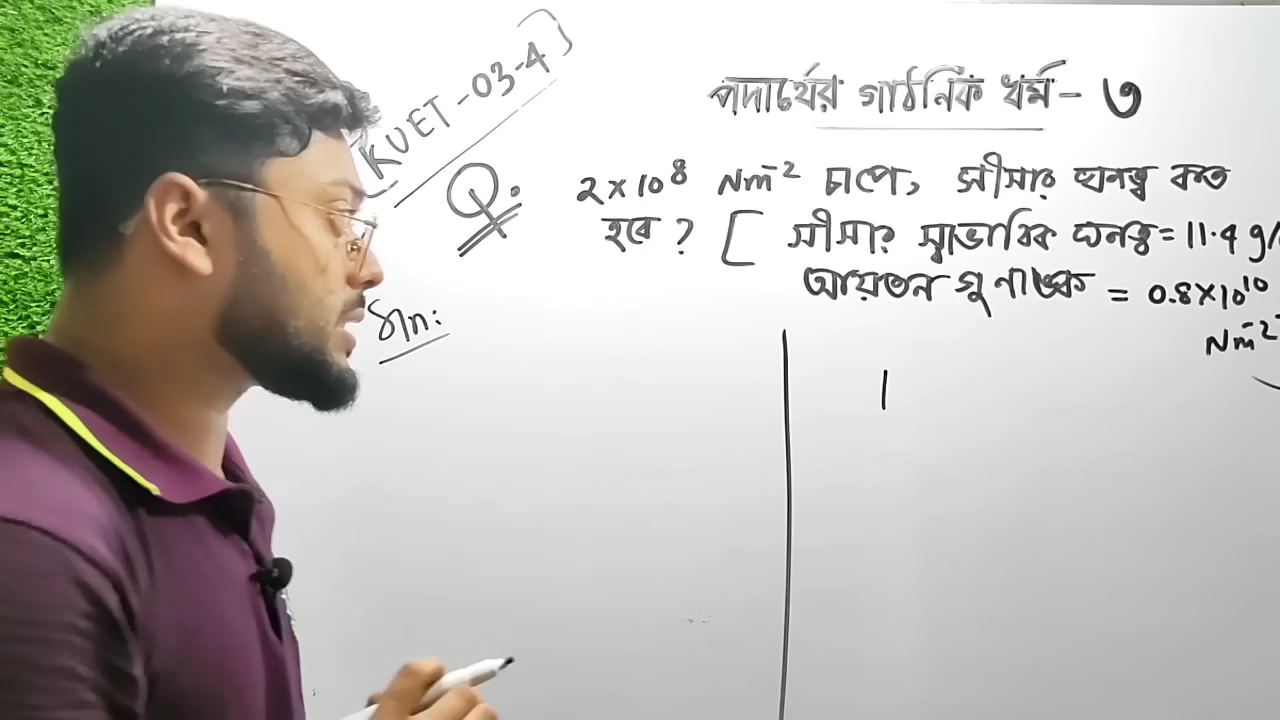 [KUET-03-4]
পদার্থের গাঠনিক ধর্ম- ৩
Q. 2×10⁸ Nm⁻² চাপে, সীসার ঘনত্ব কত
হবে? [ সীসার স্বাভাবিক ঘনত্ব= 11.4 g/
আয়তন গুণাঙ্ক = 0.8×10¹⁰
Nm⁻²
Sln: